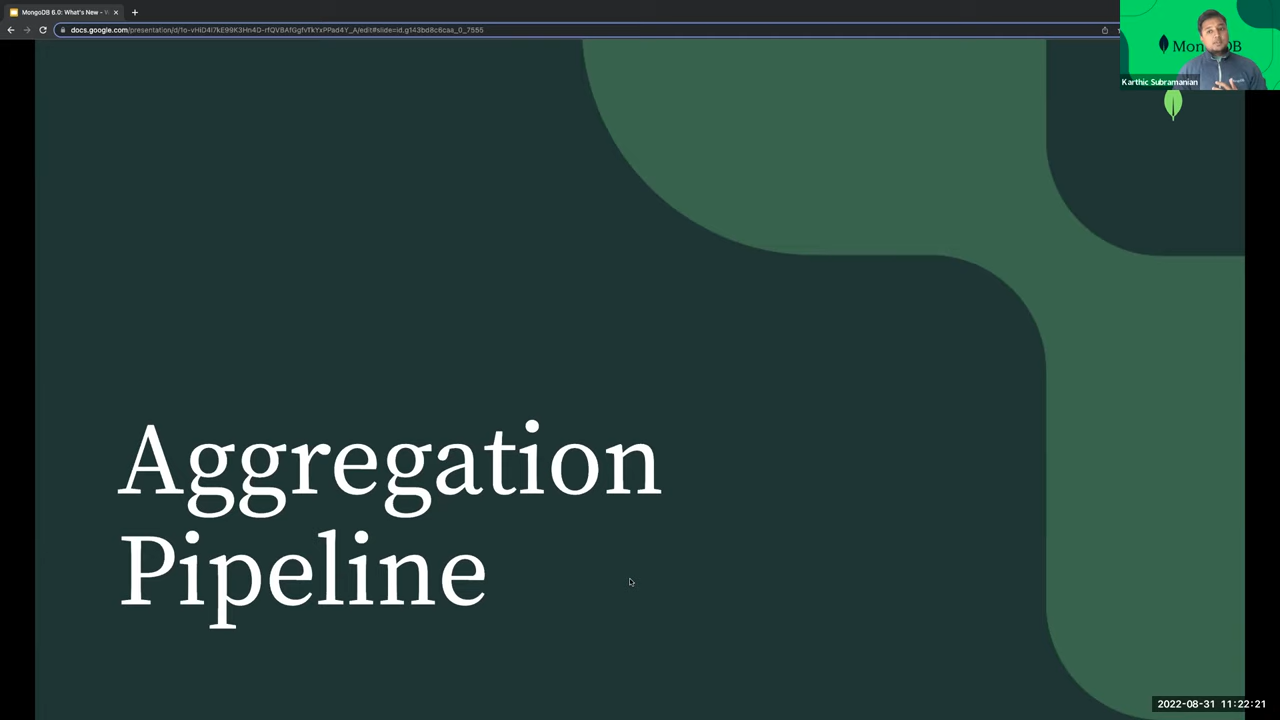 MongoDB 6.0: What's New - V
docs.google.com/presentation/d/1o-vHiD4I7kE99K3Hn4D-rfQVBAfGgfvTkYxPPad4Y_A/edit#slide=id.g143bd8c6caa_0_7555
Karthic Subramanian
Aggregation
Pipeline
2022-08-31 11:22:21